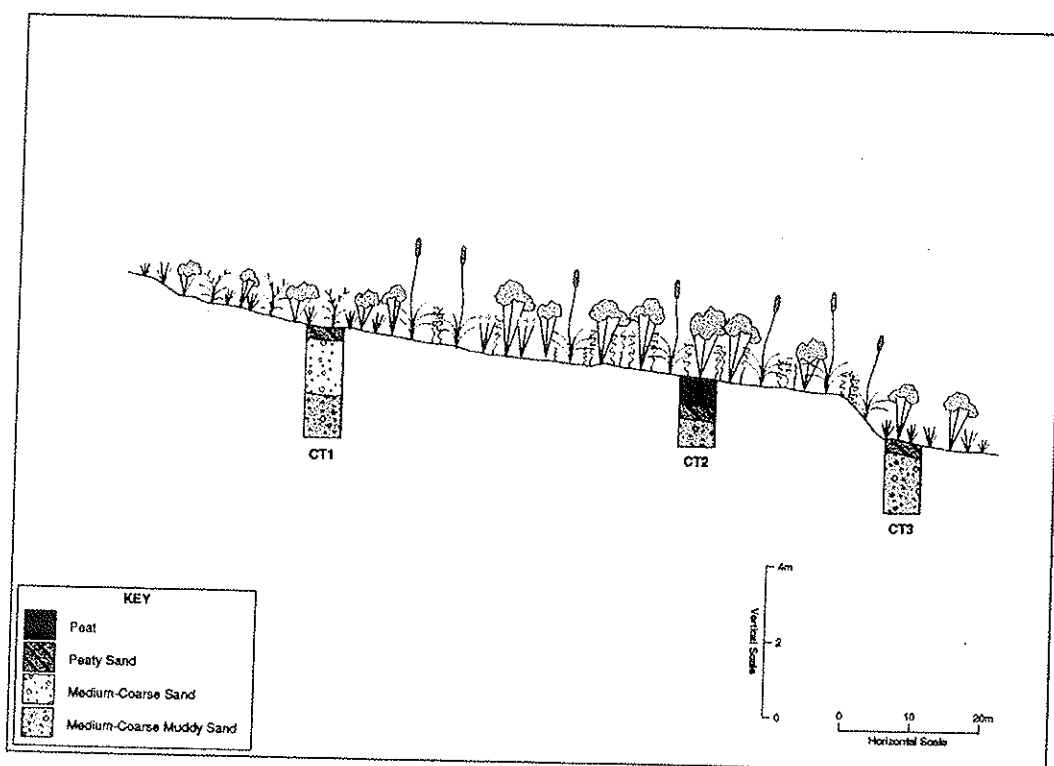 CT1
CT2
CT3
KEY
Peat
Peaty Sand
Medium-Coarse Sand
Medium-Coarse Muddy Sand
4m
2
0
Vertical Scale
0 10 20m
Horizontal Scale